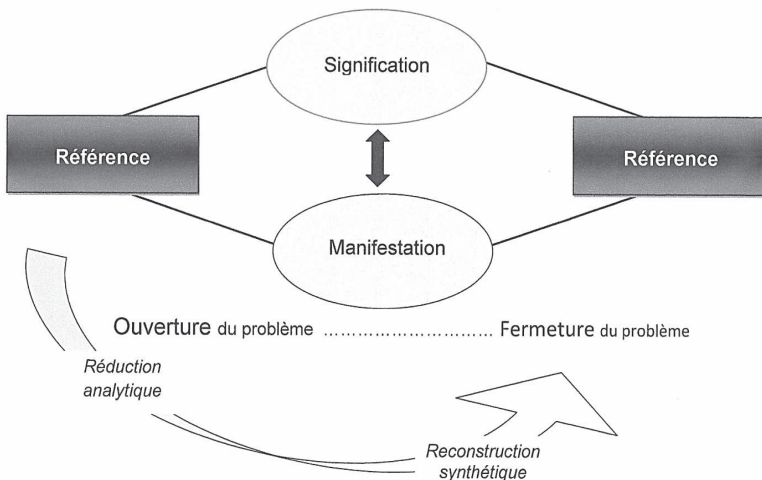 Signification
Référence
Référence
Manifestation
Ouverture du problème ................................ Fermeture du problème
Réduction
analytique
Reconstruction
synthétique